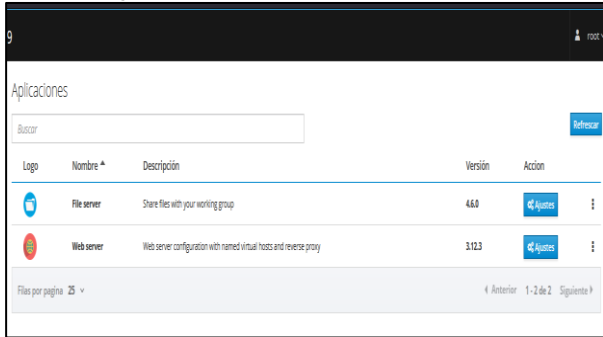 9
root
Aplicaciones
Buscar
Refrescar
Logo Nombre Descripción Versión Accion
File server Share files with your working group 4.6.0 Ajustes
Web server Web server configuration with named virtual hosts and reverse proxy 3.12.3 Ajustes
Filas por pagina 25 Anterior 1 - 2 de 2 Siguiente